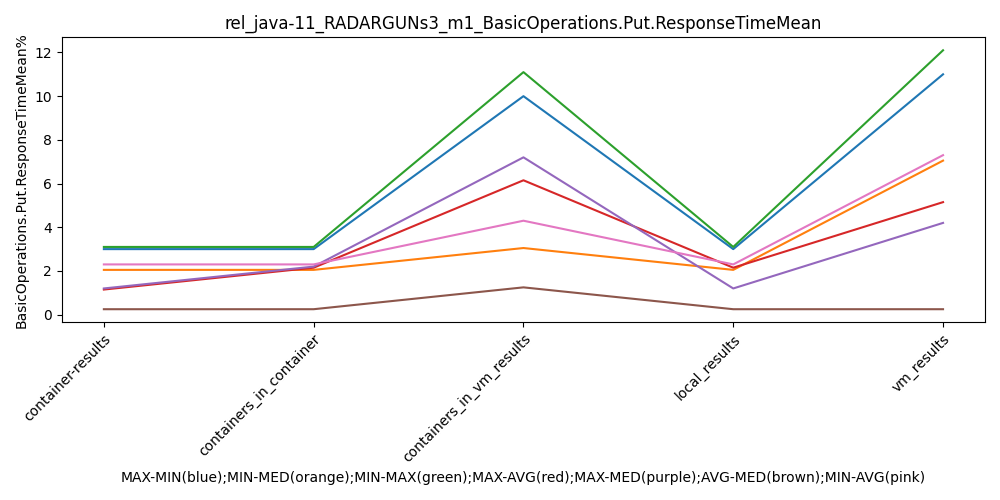 rel_java-11_RADARGUNs3_m1_BasicOperations.Put.ResponseTimeMean
BasicOperations.Put.ResponseTimeMean%
12
10
8
6
4
2
0
container-results
containers_in_container
containers_in_vm_results
local_results
vm_results
MAX-MIN(blue);MIN-MED(orange);MIN-MAX(green);MAX-AVG(red);MAX-MED(purple);AVG-MED(brown);MIN-AVG(pink)